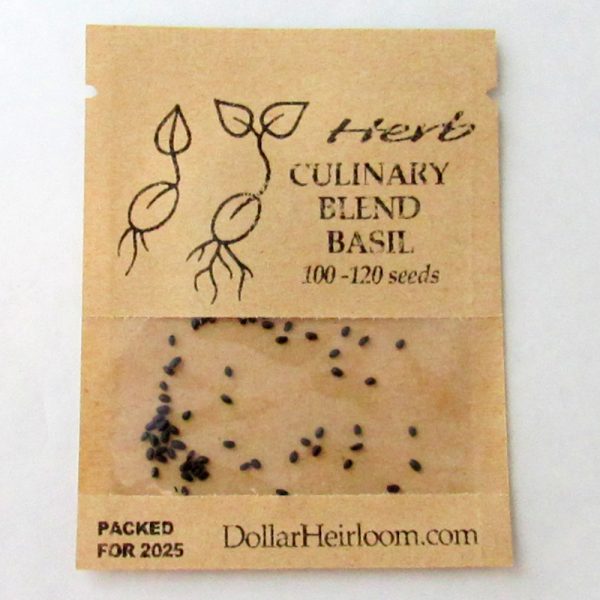 Herb
CULINARY
BLEND
BASIL
100 -120 seeds
PACKED
FOR 2025
DollarHeirloom.com